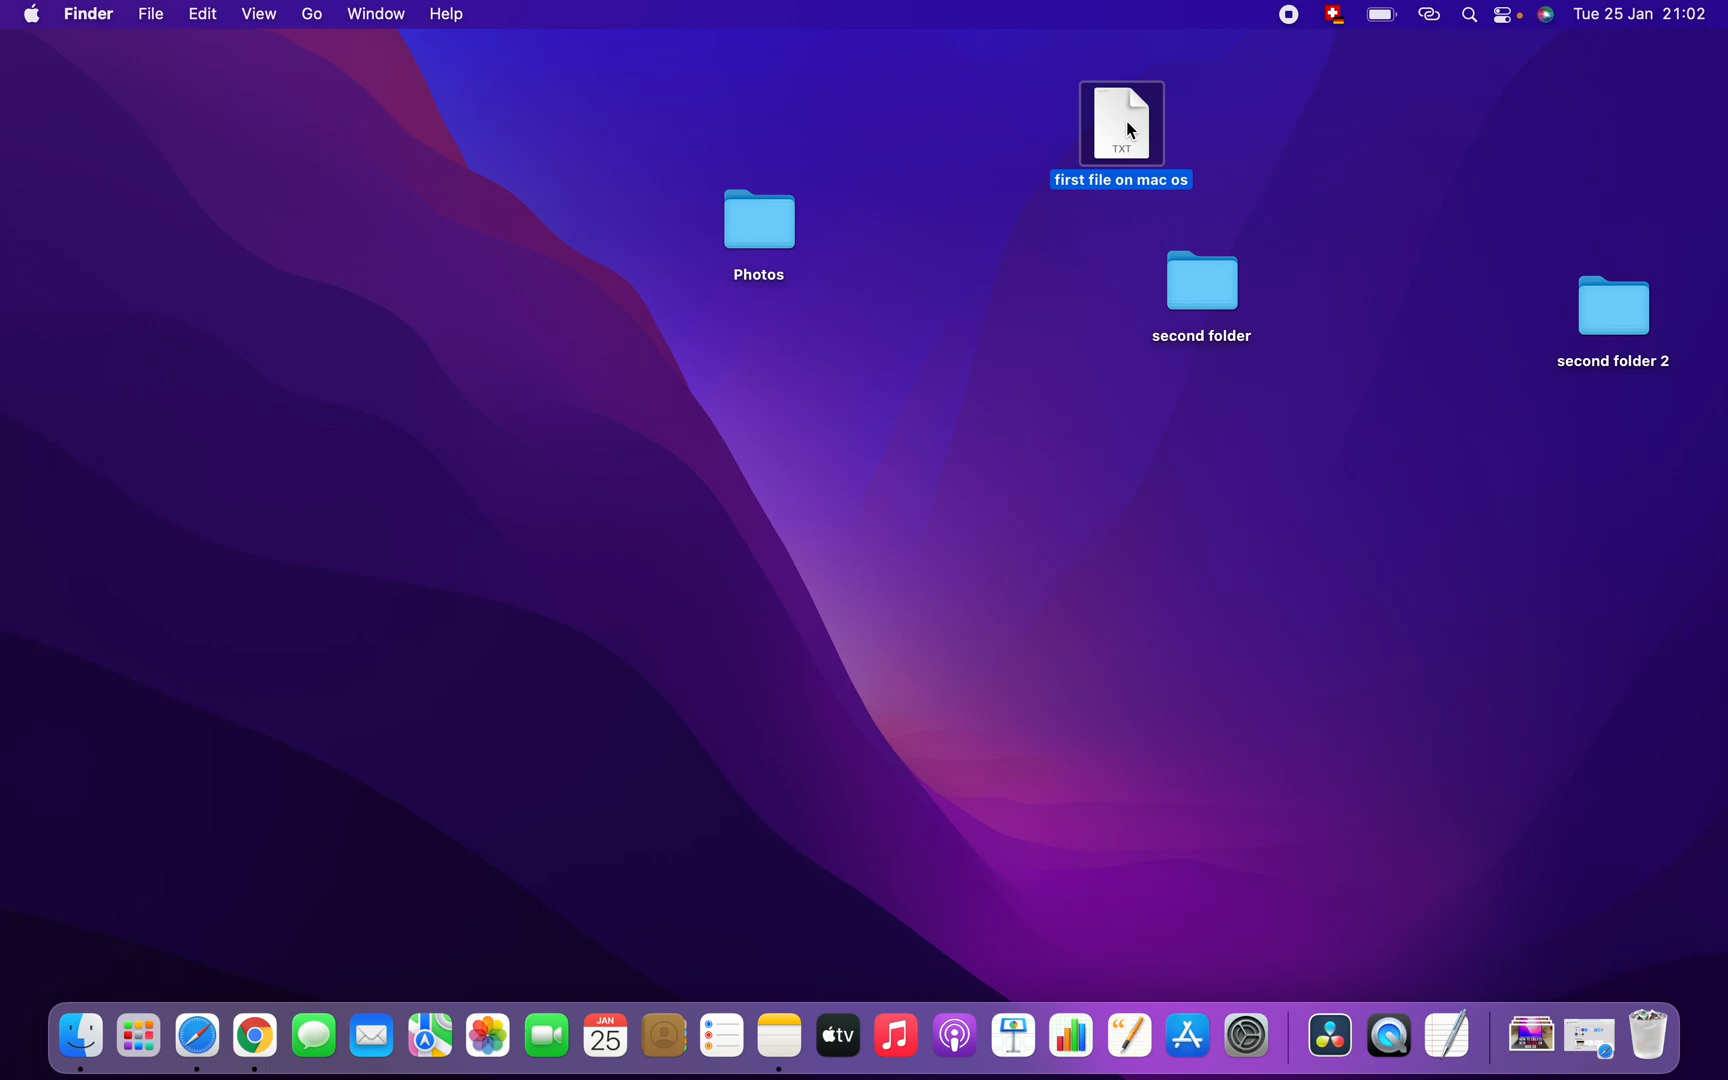 Finder File Edit View Go Window Help Tue 25 Jan 21:02
TXT
first file on mac os
Photos
second folder
second folder 2
JAN
25
tv